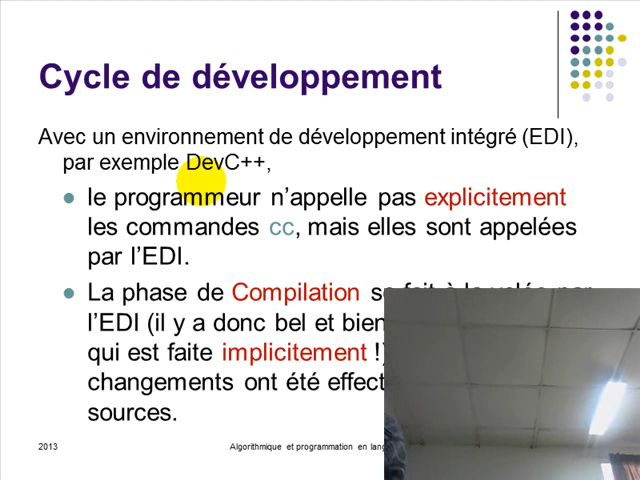 Cycle de développement
Avec un environnement de développement intégré (EDI),
par exemple DevC++,
le programmeur n'appelle pas explicitement
les commandes cc, mais elles sont appelées
par l'EDI.
La phase de Compilation se fait à la volée par
l'EDI (il y a donc bel et bien
qui est faite implicitement !)
changements ont été effect
sources.
2013
Algorithmique et programmation en lang